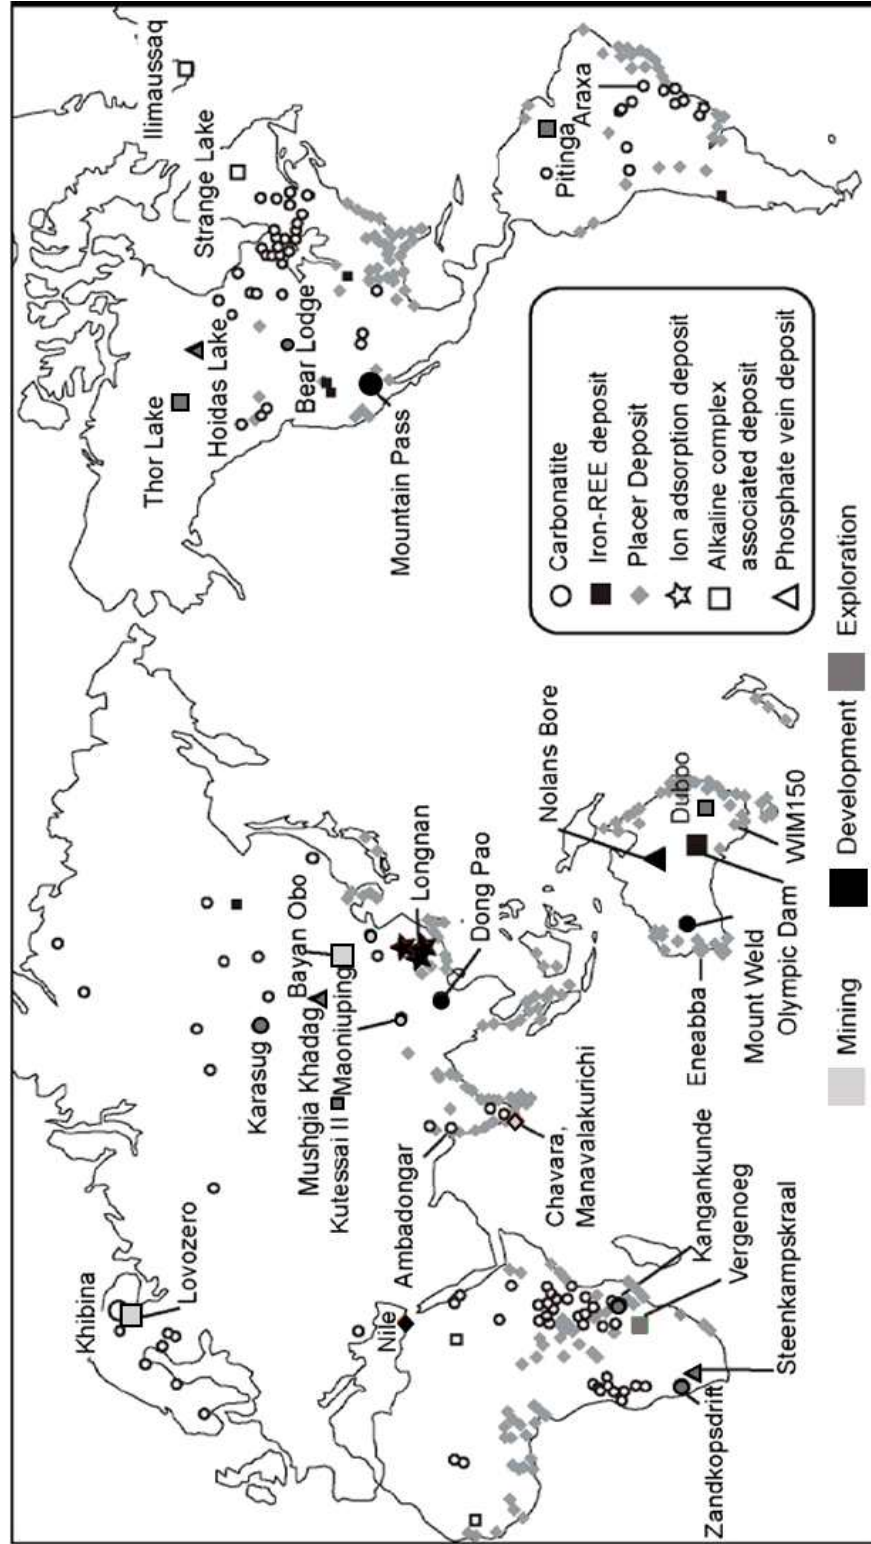 Khibina
Lovozero
Karasug
Mushgia Khadag
Kutessai II
Bayan Obo
Maoniuping
Longnan
Dong Pao
Ambadongar
Nile
Chavara,
Manavalakurichi
Kangankunde
Vergenoeg
Steenkampskraal
Zandkopsdrift
Nolans Bore
Dubbo
WIM150
Olympic Dam
Mount Weld
Eneabba
Thor Lake
Hoidas Lake
Strange Lake
Ilimaussaq
Bear Lodge
Mountain Pass
Pitinga
Araxa
Carbonatite
Iron-REE deposit
Placer Deposit
Ion adsorption deposit
Alkaline complex
associated deposit
Phosphate vein deposit
Mining
Development
Exploration